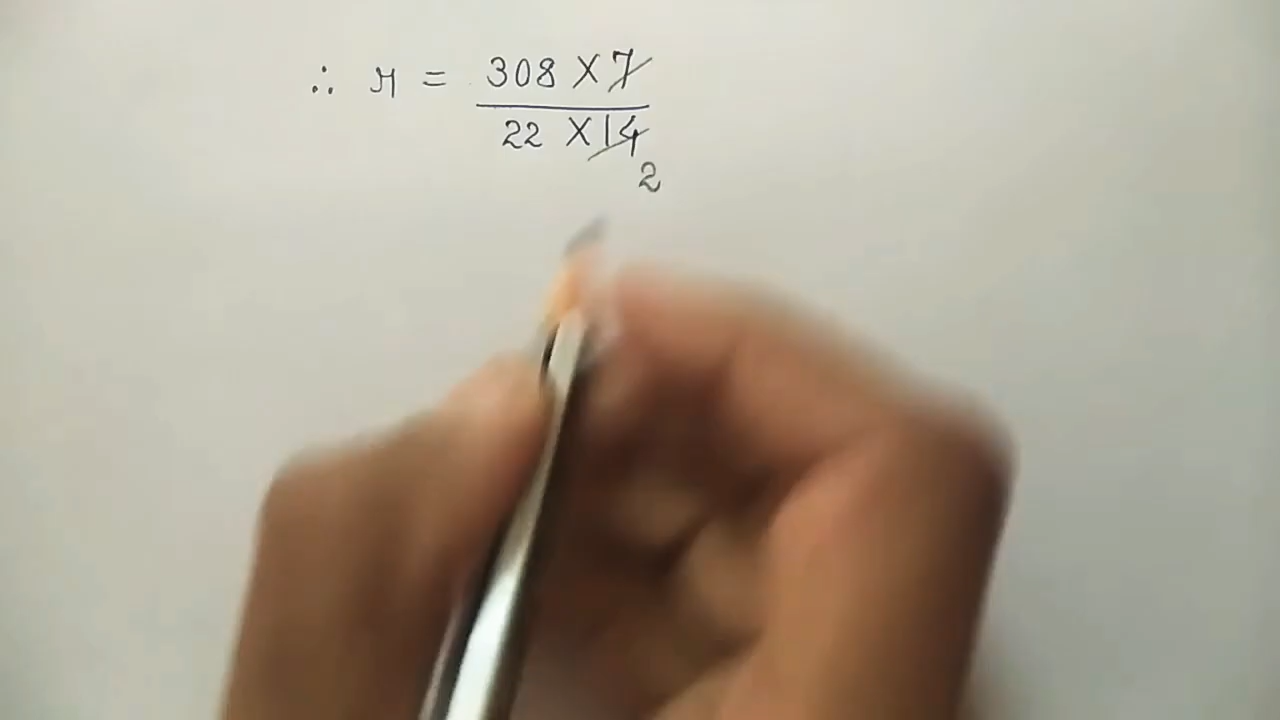 ∴ r = 308 × 7
22 × 14
2